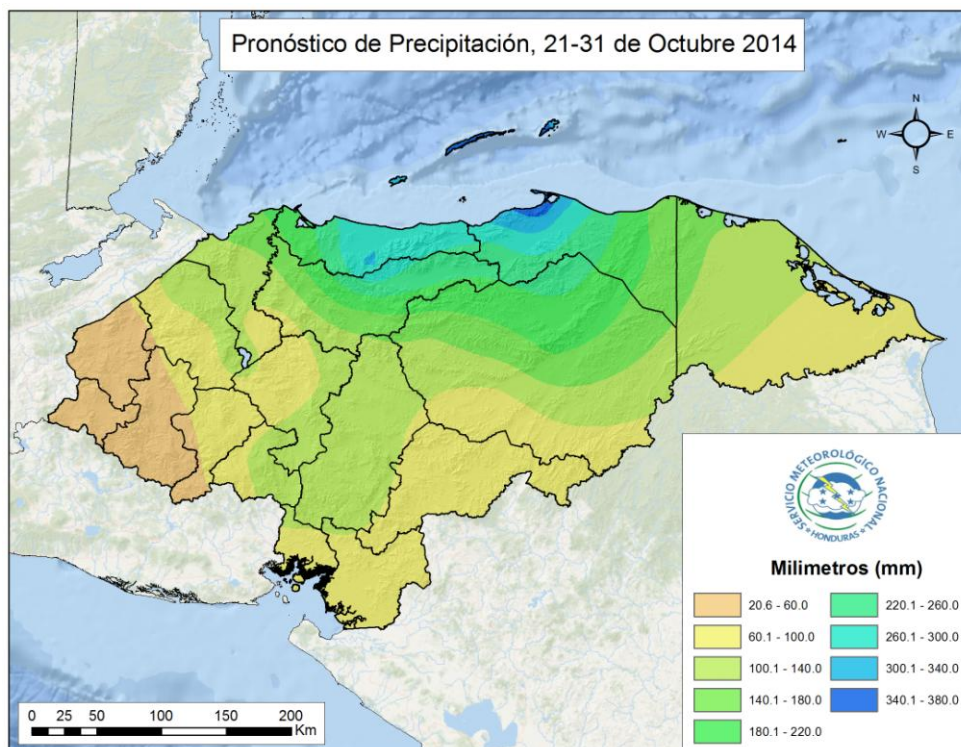 Pronóstico de Precipitación, 21-31 de Octubre 2014
N
W E
S
SERVICIO METEOROLÓGICO NACIONAL
HONDURAS
Milimetros (mm)
20.6 - 60.0
60.1 - 100.0
100.1 - 140.0
140.1 - 180.0
180.1 - 220.0
220.1 - 260.0
260.1 - 300.0
300.1 - 340.0
340.1 - 380.0
0 25 50 100 150 200
Km